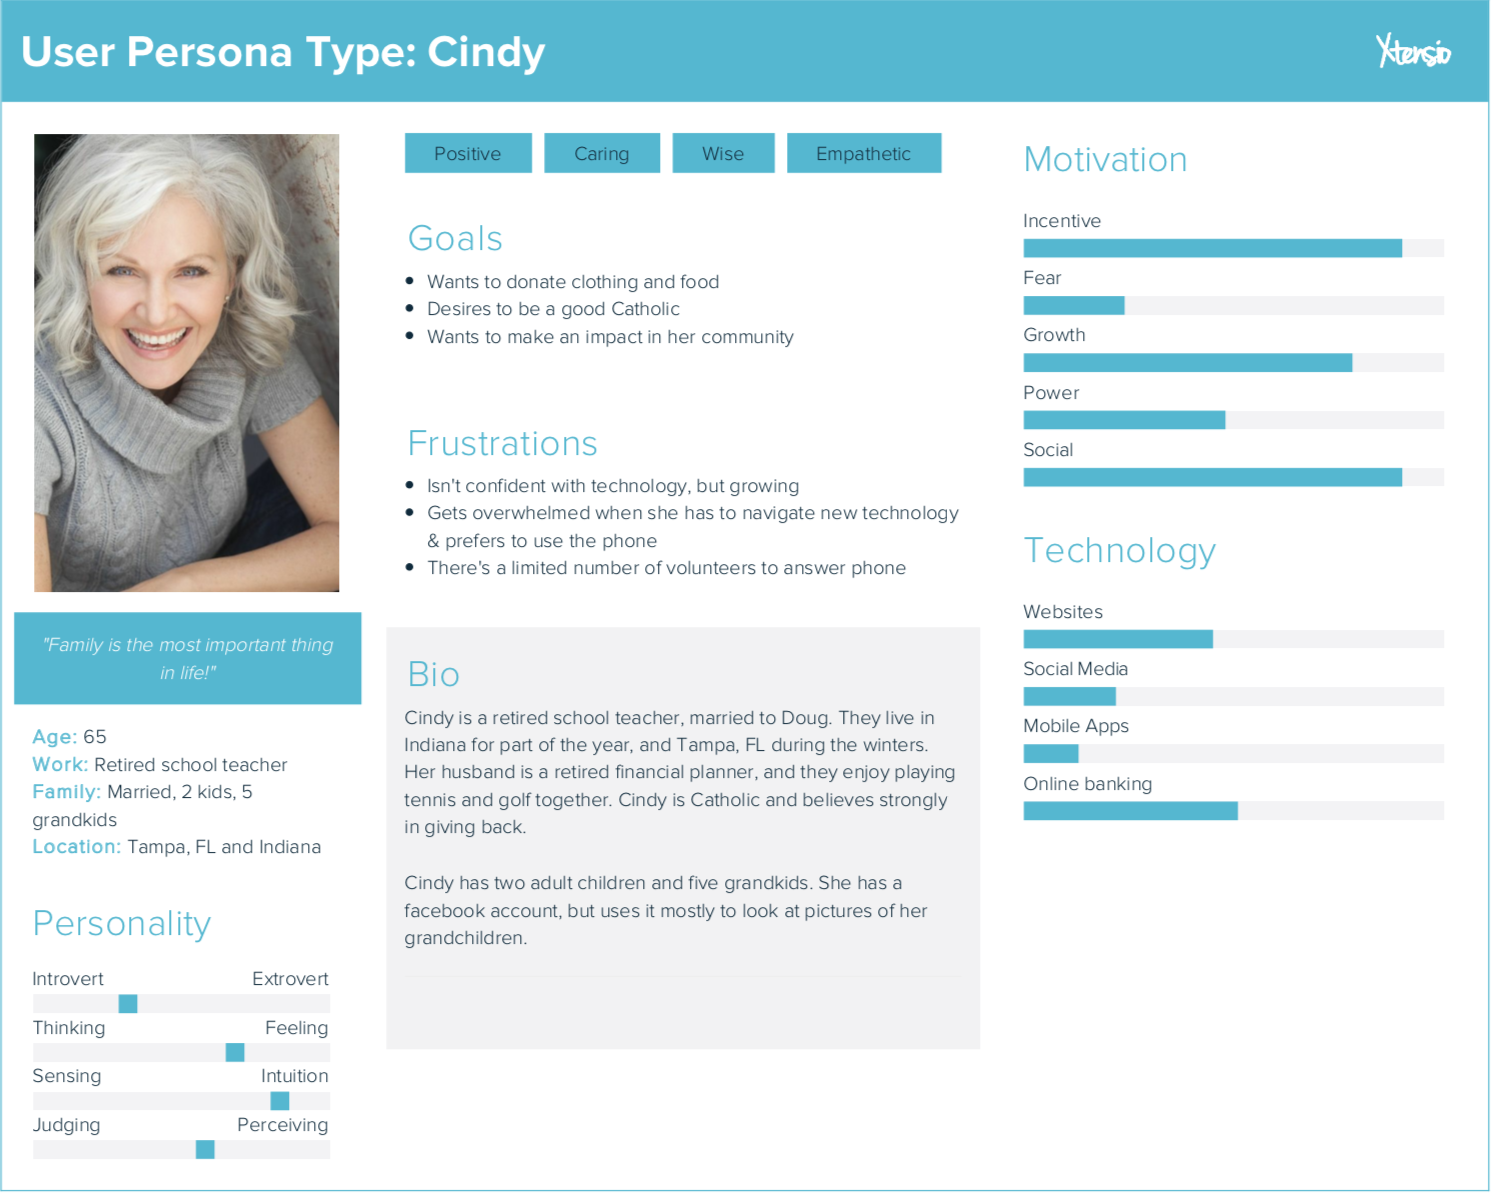 User Persona Type: Cindy
Xtensio
Positive
Caring
Wise
Empathetic
"Family is the most important thing
in life!"
Age: 65
Work: Retired school teacher
Family: Married, 2 kids, 5
grandkids
Location: Tampa, FL and Indiana
Personality
Introvert Extrovert
Thinking Feeling
Sensing Intuition
Judging Perceiving
Goals
Wants to donate clothing and food
Desires to be a good Catholic
Wants to make an impact in her community
Frustrations
Isn't confident with technology, but growing
Gets overwhelmed when she has to navigate new technology
& prefers to use the phone
There's a limited number of volunteers to answer phone
Bio
Cindy is a retired school teacher, married to Doug. They live in
Indiana for part of the year, and Tampa, FL during the winters.
Her husband is a retired financial planner, and they enjoy playing
tennis and golf together. Cindy is Catholic and believes strongly
in giving back.
Cindy has two adult children and five grandkids. She has a
facebook account, but uses it mostly to look at pictures of her
grandchildren.
Motivation
Incentive
Fear
Growth
Power
Social
Technology
Websites
Social Media
Mobile Apps
Online banking